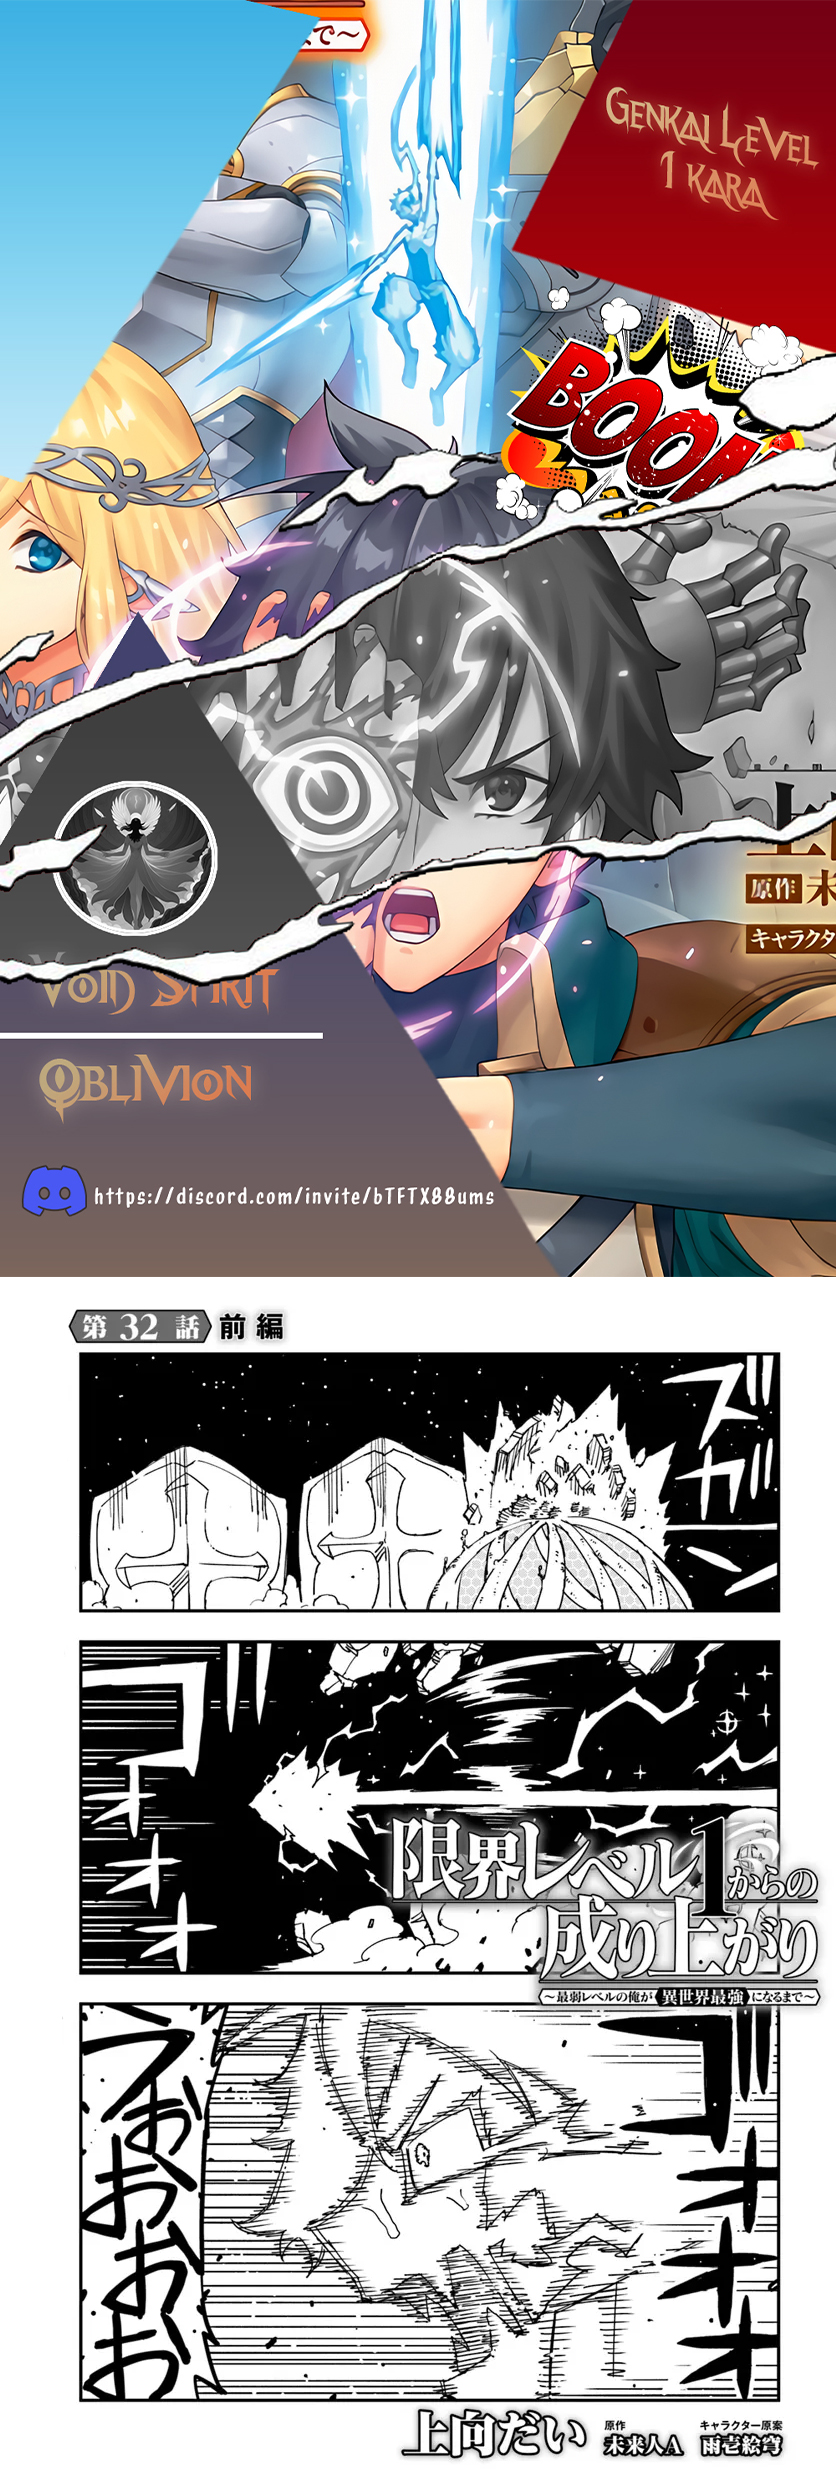 まで〜
GENKAI LEVEL
1 KARA
BOOM
原作 未
キャラクタ
VOID SPIRIT
OBLIVION
https://discord.com/invite/bTFTX88ums
第32話 前編
ズガン
ゴオオオ
限界レベル1からの
成り上がり
〜最弱レベルの俺が異世界最強になるまで〜
ゴオオオ
うおおおお
上向だい
原作
未来人A
キャラクター原案
雨壱絵穹